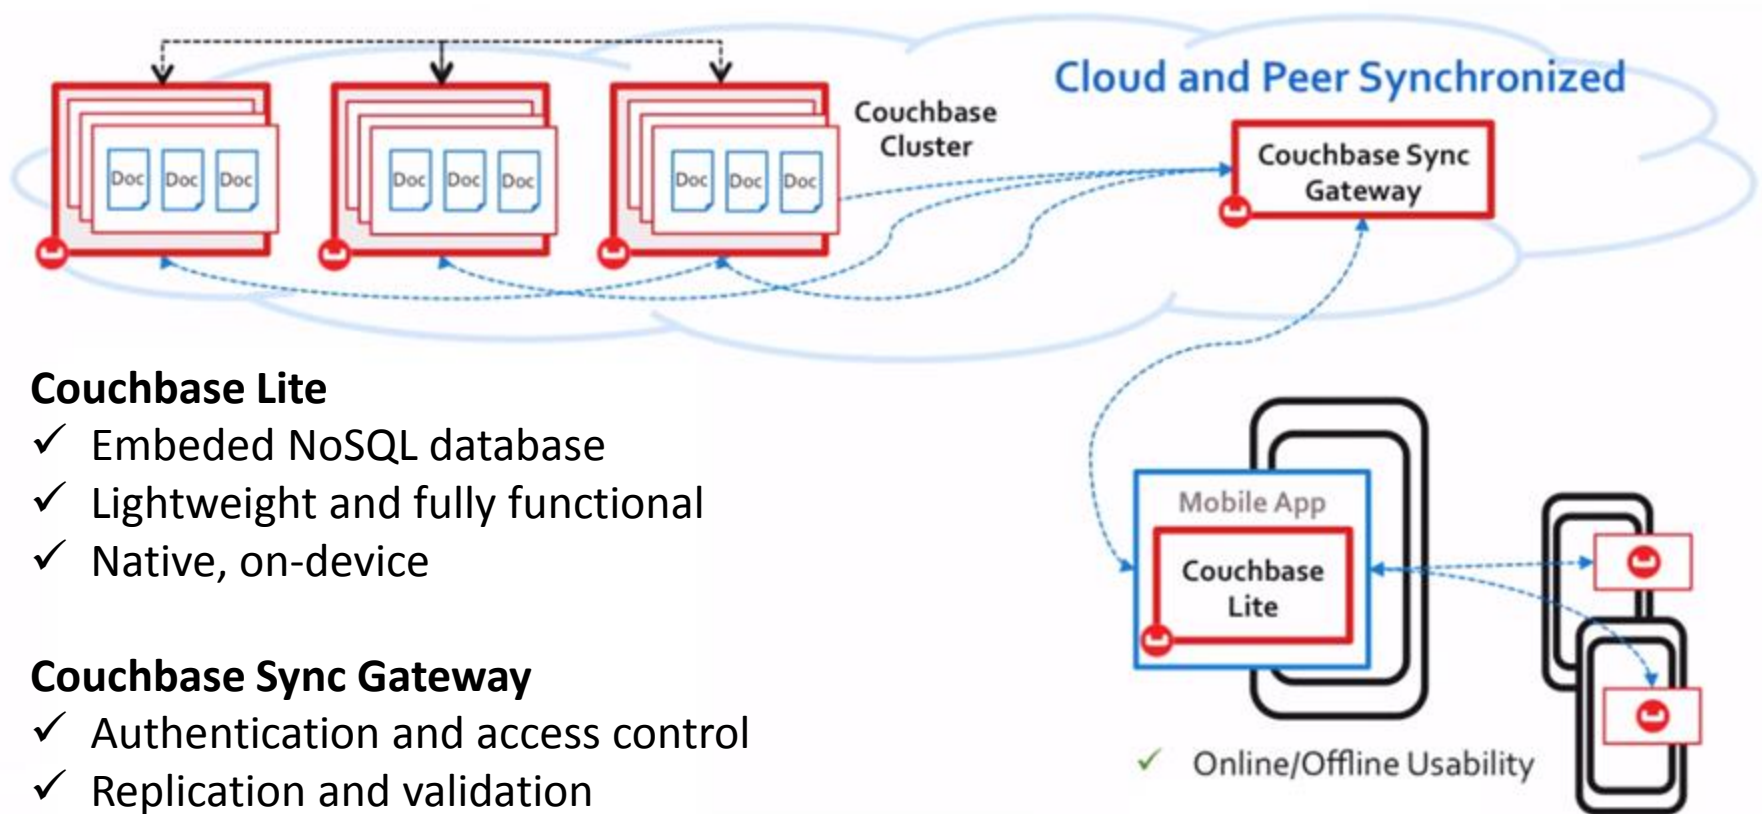 Cloud and Peer Synchronized
Couchbase
Cluster
Couchbase Sync
Gateway
Doc Doc Doc
Doc Doc Doc
Doc Doc Doc
Couchbase Lite
✓ Embeded NoSQL database
✓ Lightweight and fully functional
✓ Native, on-device
Couchbase Sync Gateway
✓ Authentication and access control
✓ Replication and validation
Mobile App
Couchbase
Lite
✓ Online/Offline Usability